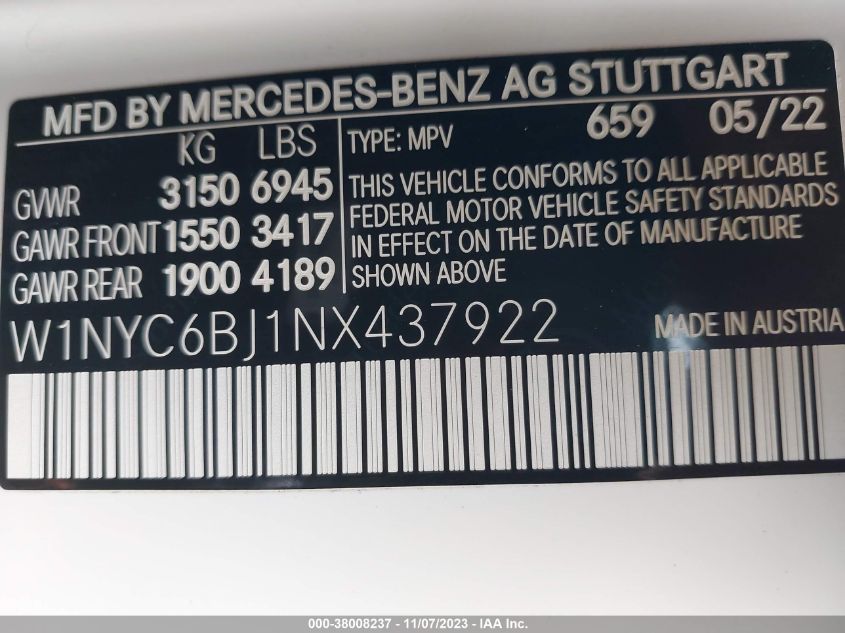 MFD BY MERCEDES-BENZ AG STUTTGART
KG LBS
GVWR 3150 6945
GAWR FRONT 1550 3417
GAWR REAR 1900 4189
TYPE: MPV 659 05/22
THIS VEHICLE CONFORMS TO ALL APPLICABLE
FEDERAL MOTOR VEHICLE SAFETY STANDARDS
IN EFFECT ON THE DATE OF MANUFACTURE
SHOWN ABOVE
W1NYC6BJ1NX437922 MADE IN AUSTRIA
000-38008237 - 11/07/2023 - IAA Inc.